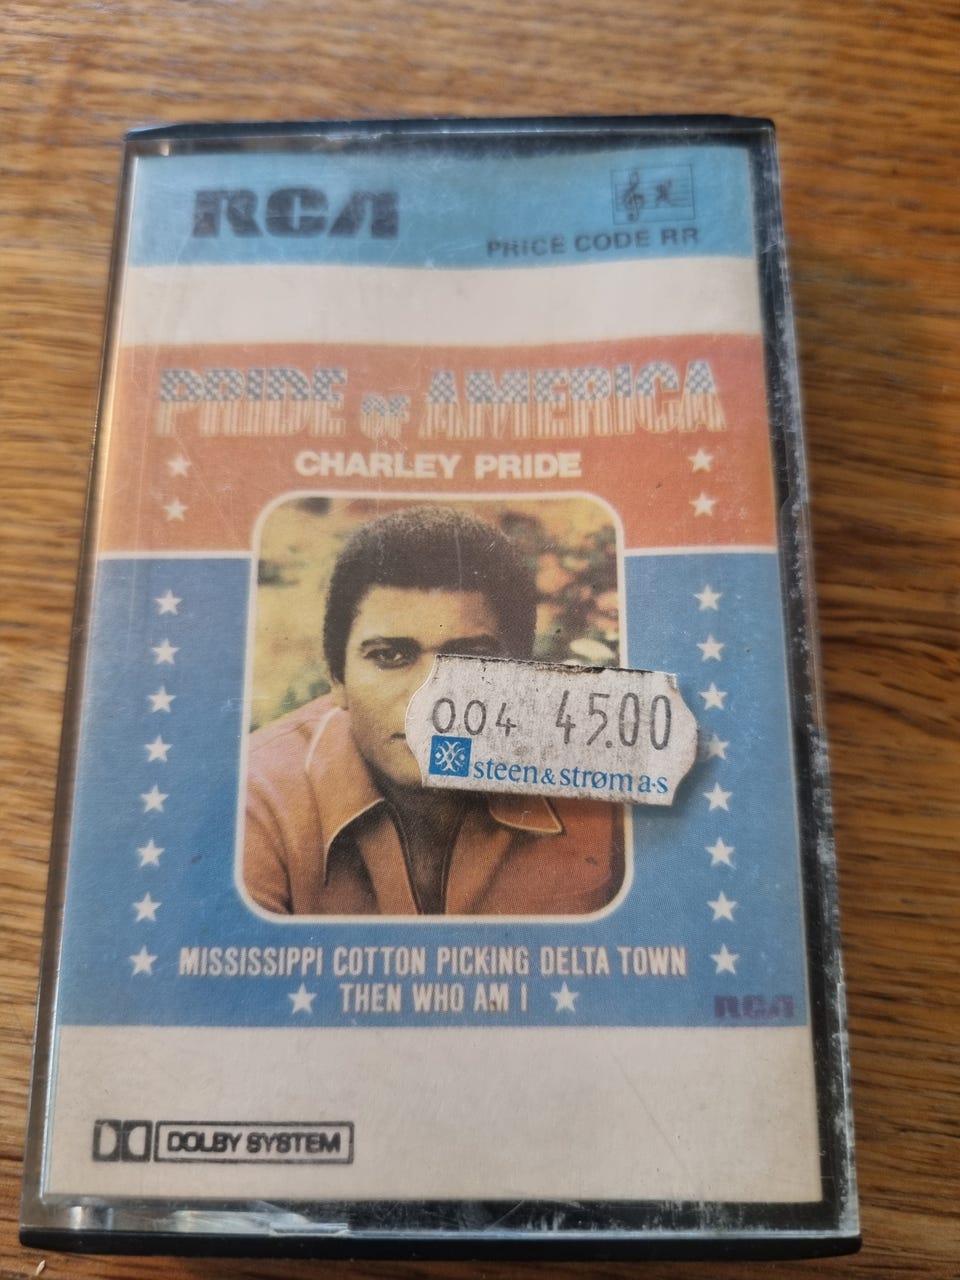 RCA
PRICE CODE RR
PRIDE OF AMERICA
CHARLEY PRIDE
004 45.00
steen & strøm a·s
MISSISSIPPI COTTON PICKING DELTA TOWN
THEN WHO AM I
RCA
DOLBY SYSTEM